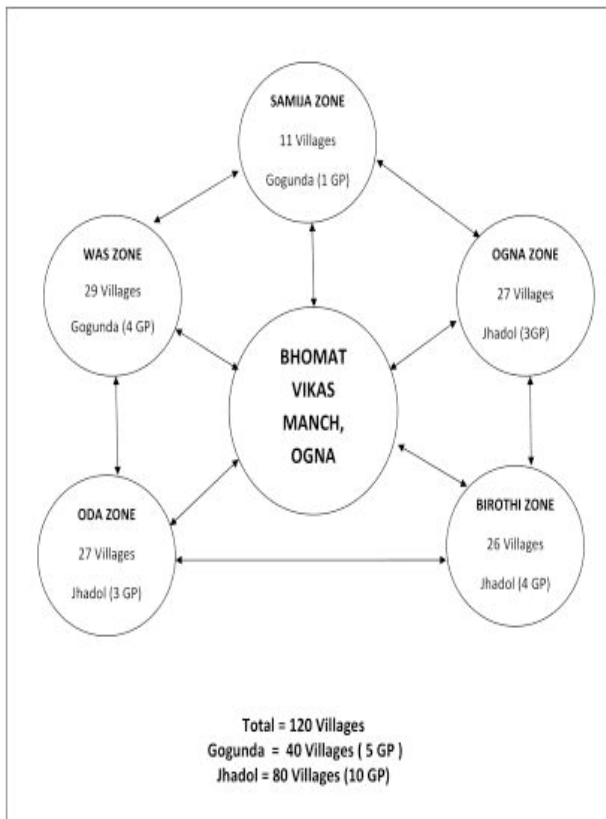 SAMIJA ZONE
11 Villages
Gogunda (1 GP)
WAS ZONE
29 Villages
Gogunda (4 GP)
OGNA ZONE
27 Villages
Jhadol (3GP)
BHOMAT
VIKAS
MANCH,
OGNA
ODA ZONE
27 Villages
Jhadol (3 GP)
BIROTHI ZONE
26 Villages
Jhadol (4 GP)
Total = 120 Villages
Gogunda = 40 Villages ( 5 GP )
Jhadol = 80 Villages (10 GP)